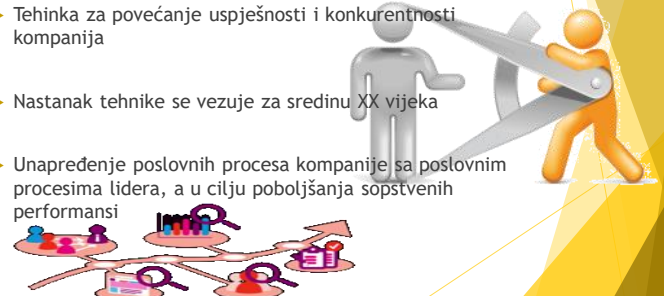 Tehinka za povećanje uspješnosti i konkurentnosti
kompanija
Nastanak tehnike se vezuje za sredinu XX vijeka
Unapređenje poslovnih procesa kompanije sa poslovnim
procesima lidera, a u cilju poboljšanja sopstvenih
performansi